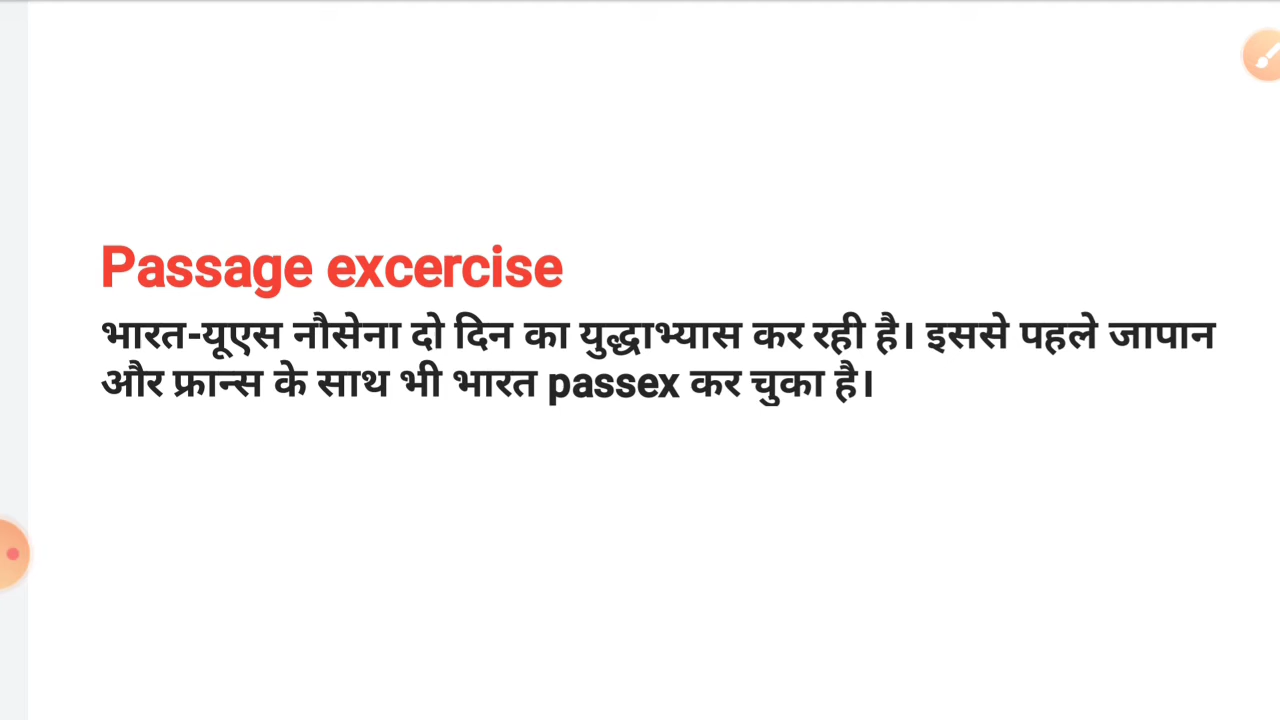 Passage excercise
भारत-यूएस नौसेना दो दिन का युद्धाभ्यास कर रही है। इससे पहले जापान
और फ्रान्स के साथ भी भारत passex कर चुका है।